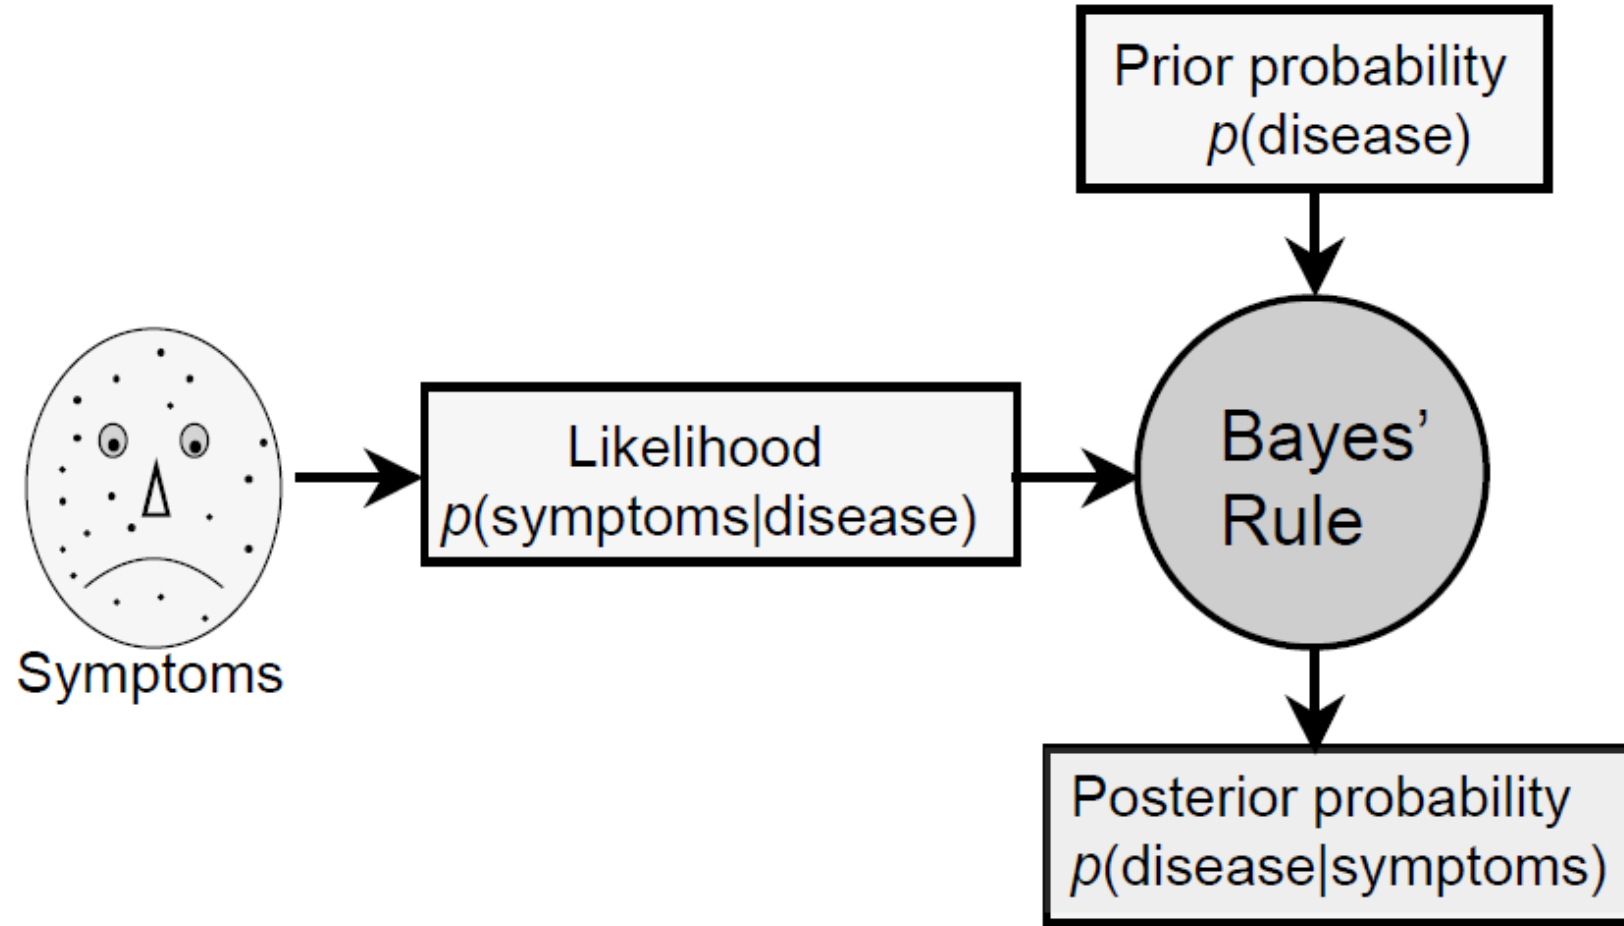 Prior probability
p(disease)
Likelihood
p(symptoms|disease)
Bayes’
Rule
Symptoms
Posterior probability
p(disease|symptoms)